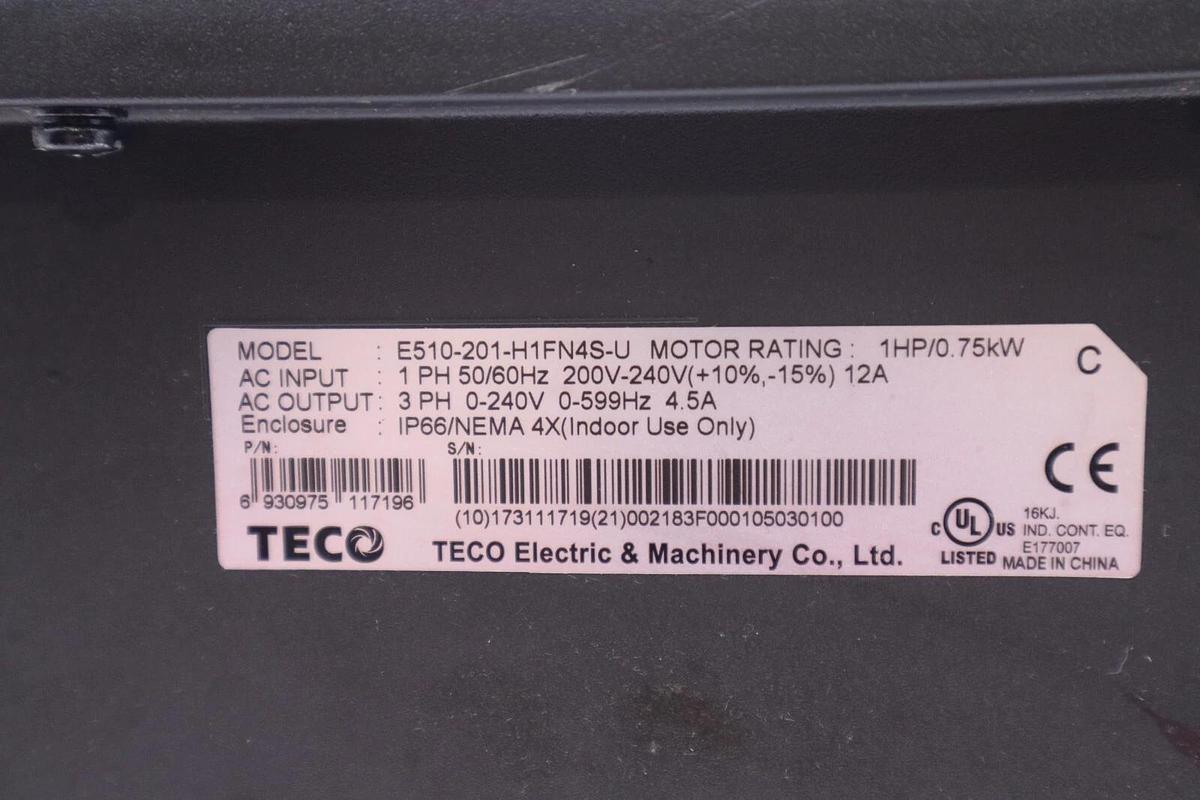 MODEL : E510-201-H1FN4S-U MOTOR RATING : 1HP/0.75kW
C
AC INPUT : 1 PH 50/60Hz 200V-240V(+10%,-15%) 12A
AC OUTPUT : 3 PH 0-240V 0-599Hz 4.5A
Enclosure : IP66/NEMA 4X(Indoor Use Only)
P/N: S/N:
6 930975 117196
(10)173111719(21)002183F000105030100
CE
C UL US
LISTED
16KJ.
IND. CONT. EQ.
E177007
MADE IN CHINA
TECO TECO Electric & Machinery Co., Ltd.